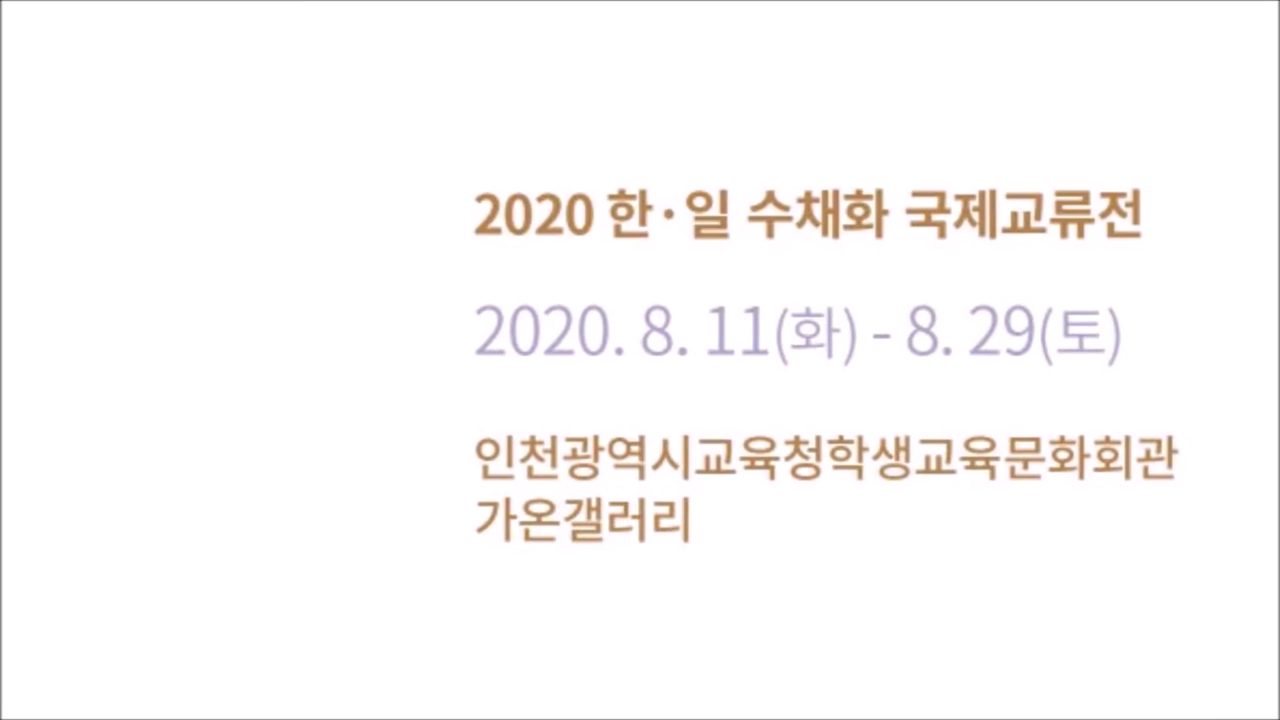 2020 한·일 수채화 국제교류전
2020. 8. 11(화) - 8. 29(토)
인천광역시교육청학생교육문화회관
가온갤러리